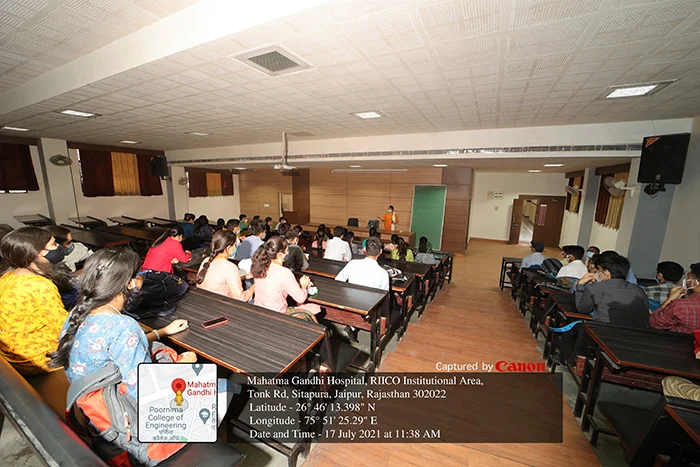 Captured by Canon
Mahatma Gandhi Hospital, RIICO Institutional Area,
Tonk Rd, Sitapura, Jaipur, Rajasthan 302022
Latitude - 26° 46' 13.398" N
Longitude - 75° 51' 25.29" E
Date and Time - 17 July 2021 at 11:38 AM
Mahatma
Gandhi H
Poornima
College of
Engineering